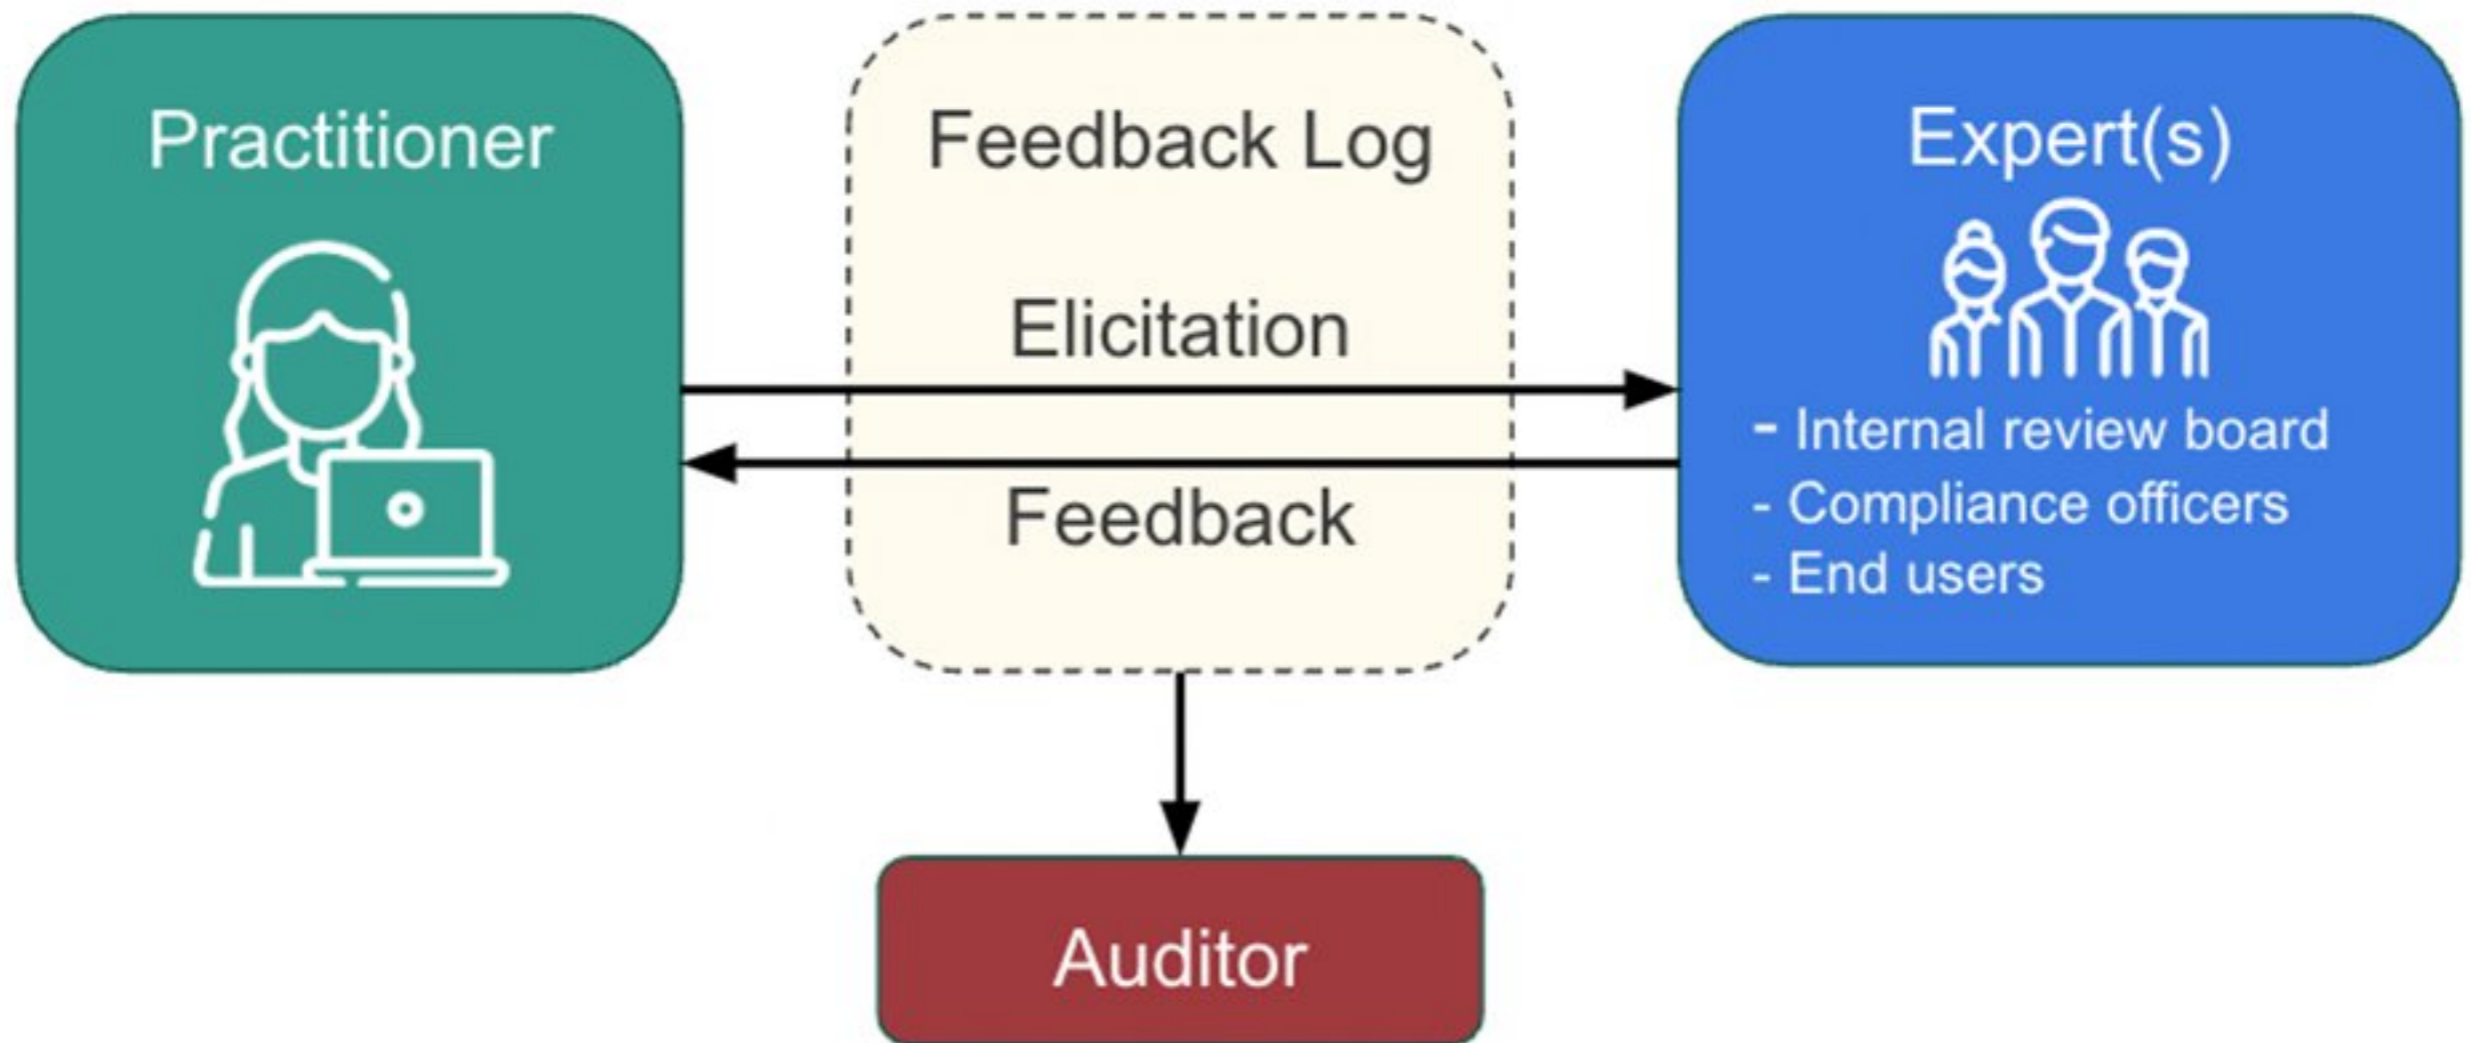 Practitioner
Feedback Log
Elicitation
Feedback
Expert(s)
- Internal review board
- Compliance officers
- End users
Auditor